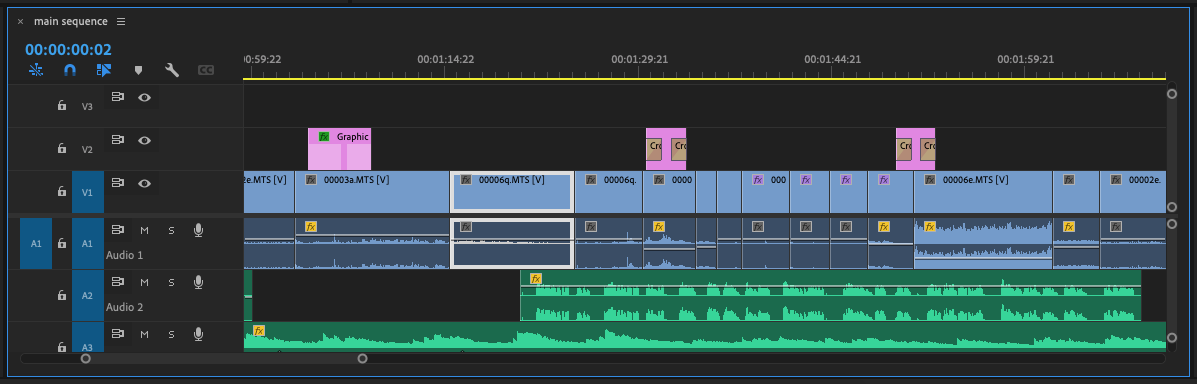 × main sequence
00:00:00:02
:00:59:22 00:01:14:22 00:01:29:21 00:01:44:21 00:01:59:21
V3
V2 fx Graphic Cro Cro Cro Cro
V1 2e.MTS [V] fx 00003a.MTS [V] fx 00006q.MTS [V] fx 00006q. fx 0000 fx 000 fx fx fx fx 00006e.MTS [V] fx fx 00002e.
A1 A1 M S fx fx fx fx fx fx fx fx fx fx fx
Audio 1
A2 M S fx
Audio 2
A3 M S fx